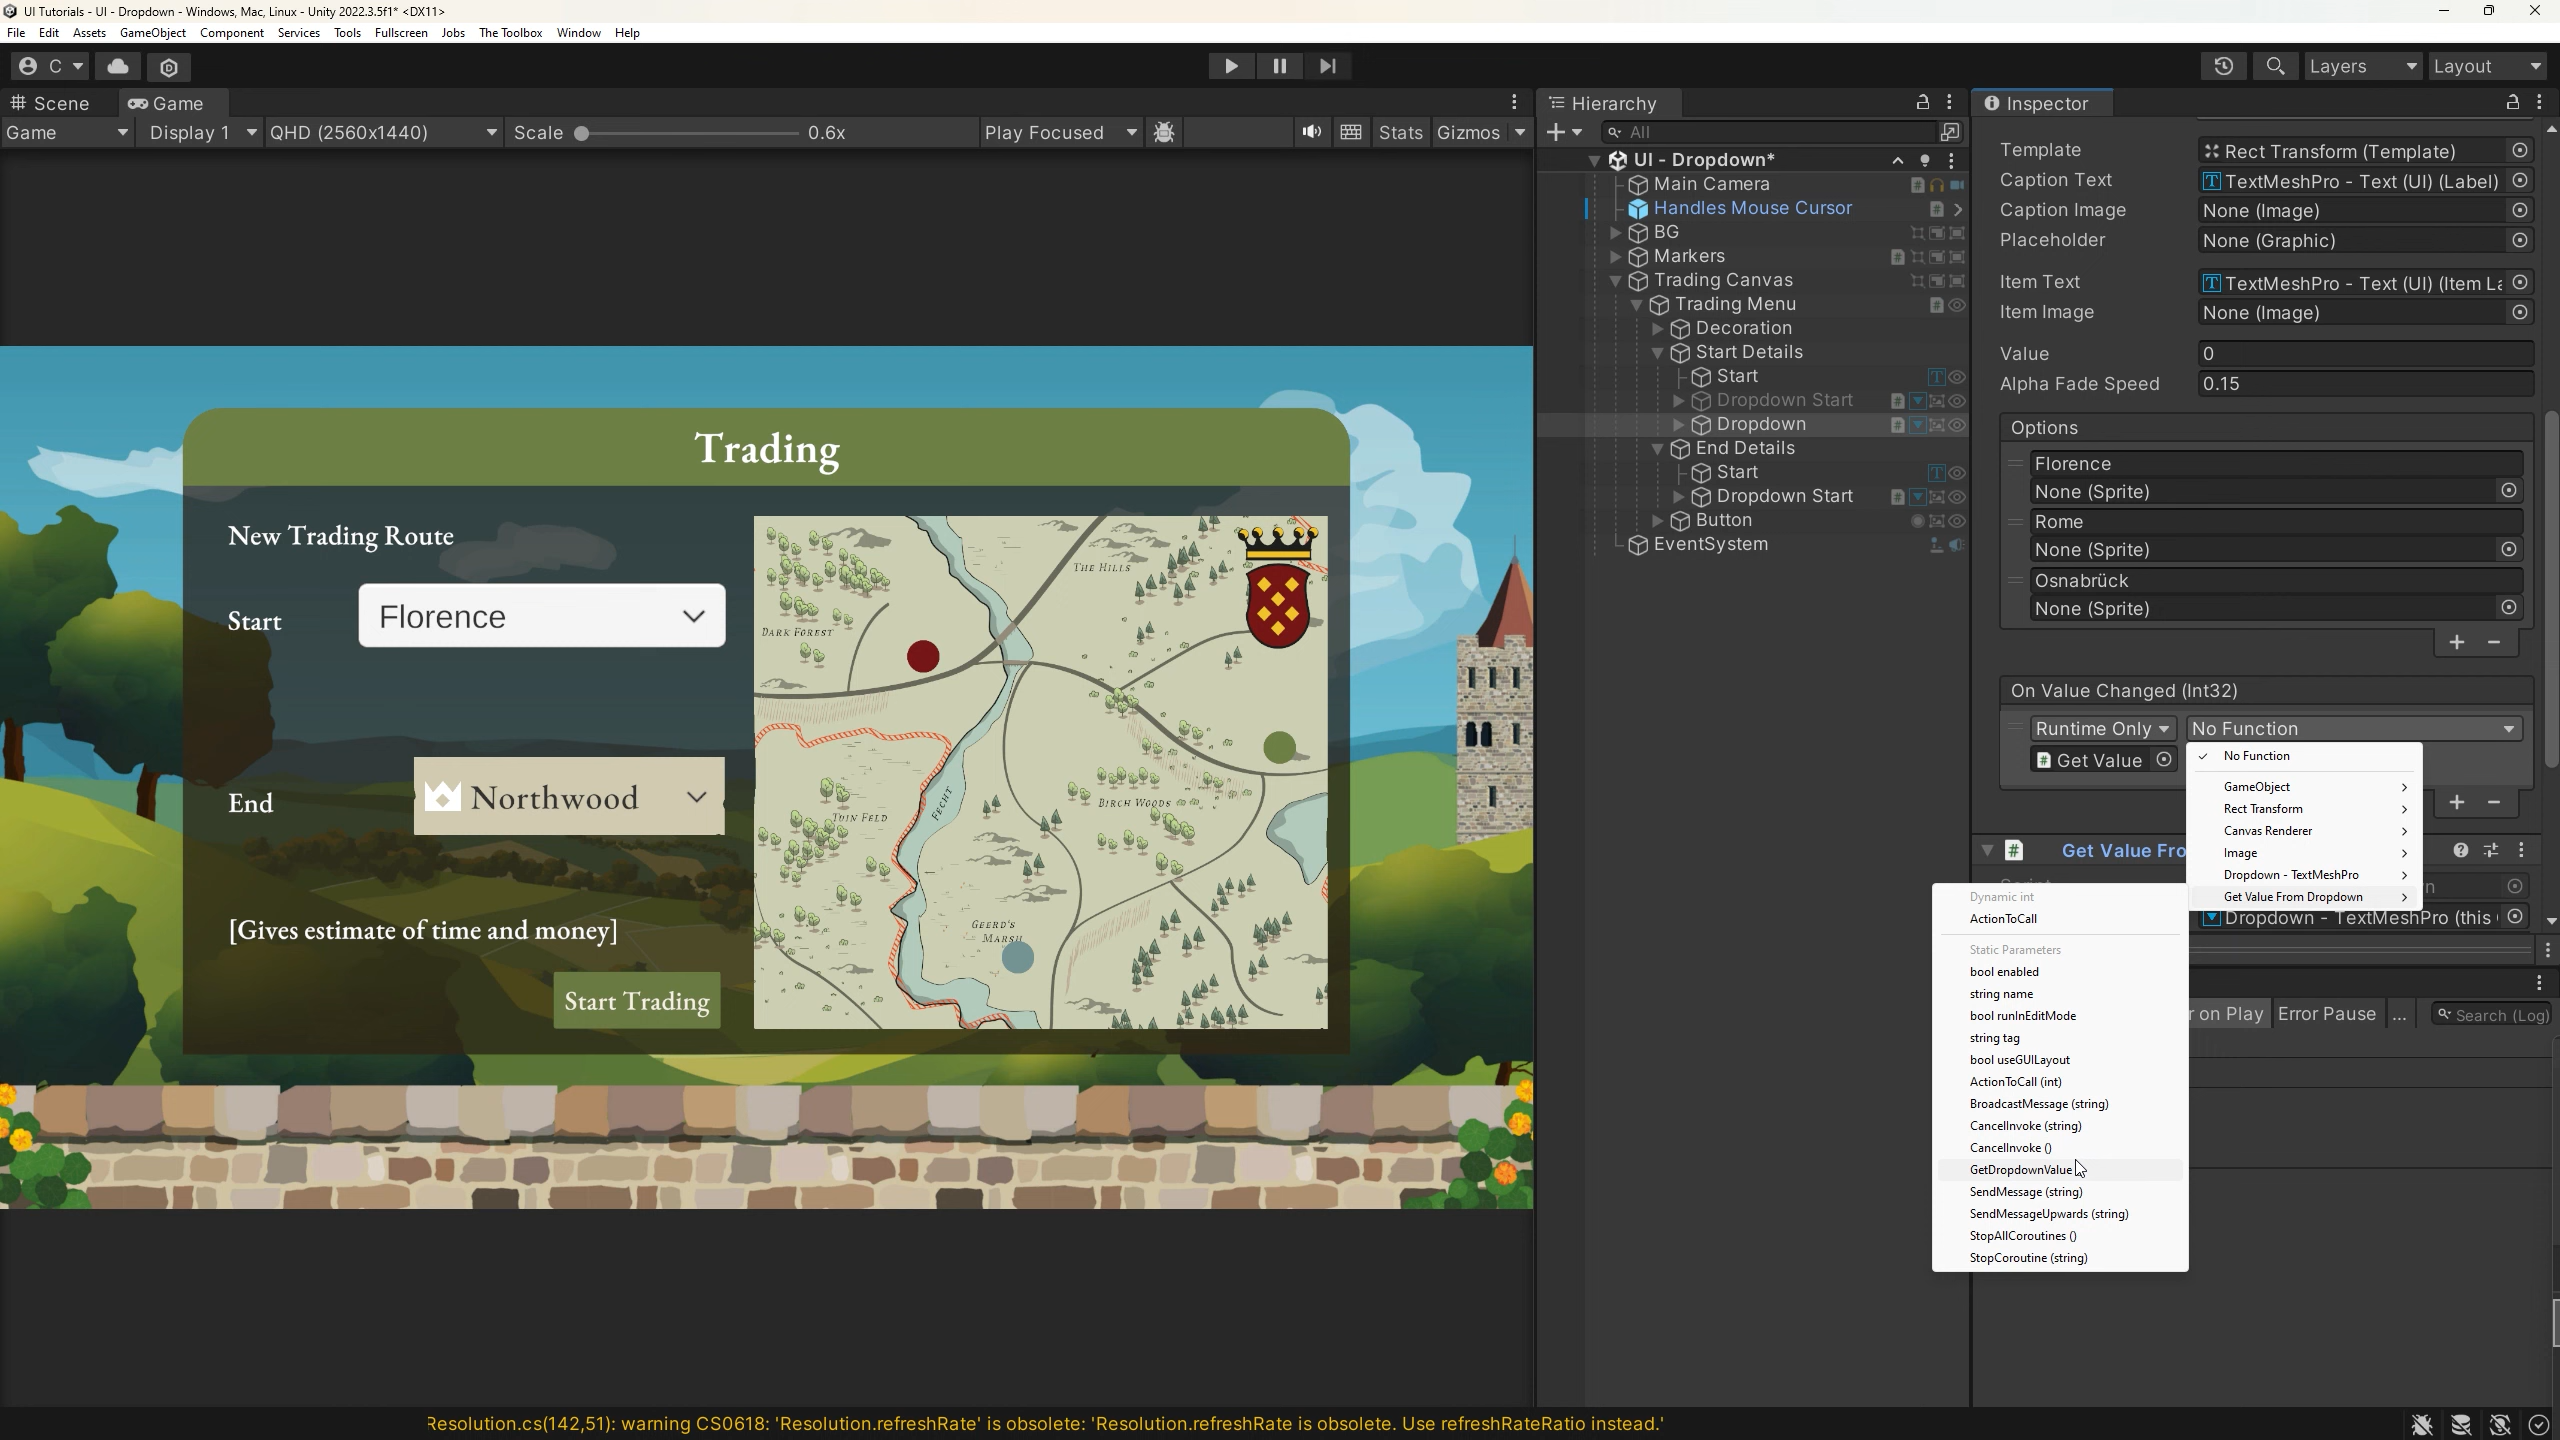 UI Tutorials - UI - Dropdown - Windows, Mac, Linux - Unity 2022.3.5f1* <DX11>
File Edit Assets GameObject Component Services Tools Fullscreen Jobs The Toolbox Window Help
C
Layers
Layout
Scene
Game
Game
Display 1
QHD (2560x1440)
Scale
0.6x
Play Focused
Stats
Gizmos
Trading
New Trading Route
Start
Florence
End
Northwood
[Gives estimate of time and money]
Start Trading
THE HILLS
DARK FOREST
FECHT
BIRCH WOODS
TUIN FELD
GEERD'S
MARSH
Hierarchy
All
UI - Dropdown*
Main Camera
Handles Mouse Cursor
BG
Markers
Trading Canvas
Trading Menu
Decoration
Start Details
Start
Dropdown Start
Dropdown
End Details
Start
Dropdown Start
Button
EventSystem
Inspector
Template
Rect Transform (Template)
Caption Text
TextMeshPro - Text (UI) (Label)
Caption Image
None (Image)
Placeholder
None (Graphic)
Item Text
TextMeshPro - Text (UI) (Item La
Item Image
None (Image)
Value
0
Alpha Fade Speed
0.15
Options
Florence
None (Sprite)
Rome
None (Sprite)
Osnabrück
None (Sprite)
+ −
On Value Changed (Int32)
Runtime Only
No Function
Get Value
+ −
Get Value Fro
Dropdown - TextMeshPro (this
No Function
GameObject
Rect Transform
Canvas Renderer
Image
Dropdown - TextMeshPro
Get Value From Dropdown
Dynamic int
ActionToCall
Static Parameters
bool enabled
string name
bool runInEditMode
string tag
bool useGUILayout
ActionToCall (int)
BroadcastMessage (string)
CancelInvoke (string)
CancelInvoke ()
GetDropdownValue
SendMessage (string)
SendMessageUpwards (string)
StopAllCoroutines ()
StopCoroutine (string)
r on Play
Error Pause
...
Search (Log)
Resolution.cs(142,51): warning CS0618: 'Resolution.refreshRate' is obsolete: 'Resolution.refreshRate is obsolete. Use refreshRateRatio instead.'